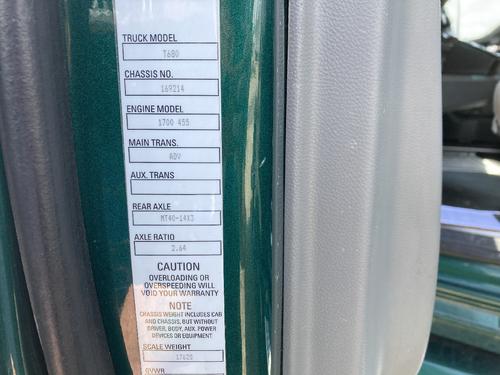 TRUCK MODEL
T680
CHASSIS NO.
169214
ENGINE MODEL
1700 455
MAIN TRANS.
ADV
AUX. TRANS
REAR AXLE
MT40-14X3
AXLE RATIO
2.64
CAUTION
OVERLOADING OR
OVERSPEEDING WILL
VOID YOUR WARRANTY
NOTE
CHASSIS WEIGHT INCLUDES CAB
AND CHASSIS, BUT WITHOUT
DRIVER, BODY, AUX. POWER
DEVICES OR EQUIPMENT
SCALE WEIGHT
17620
GVWR